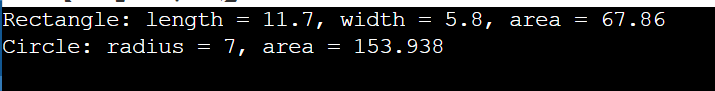 Rectangle: length = 11.7, width = 5.8, area = 67.86
Circle: radius = 7, area = 153.938